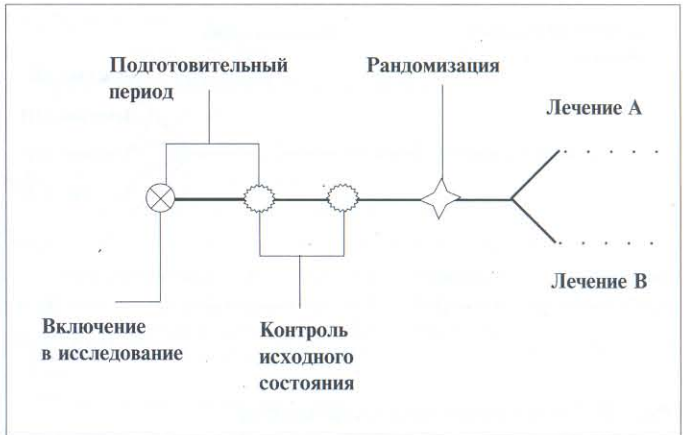 Подготовительный
период
Рандомизация
Лечение А
Лечение В
Включение
в исследование
Контроль
исходного
состояния